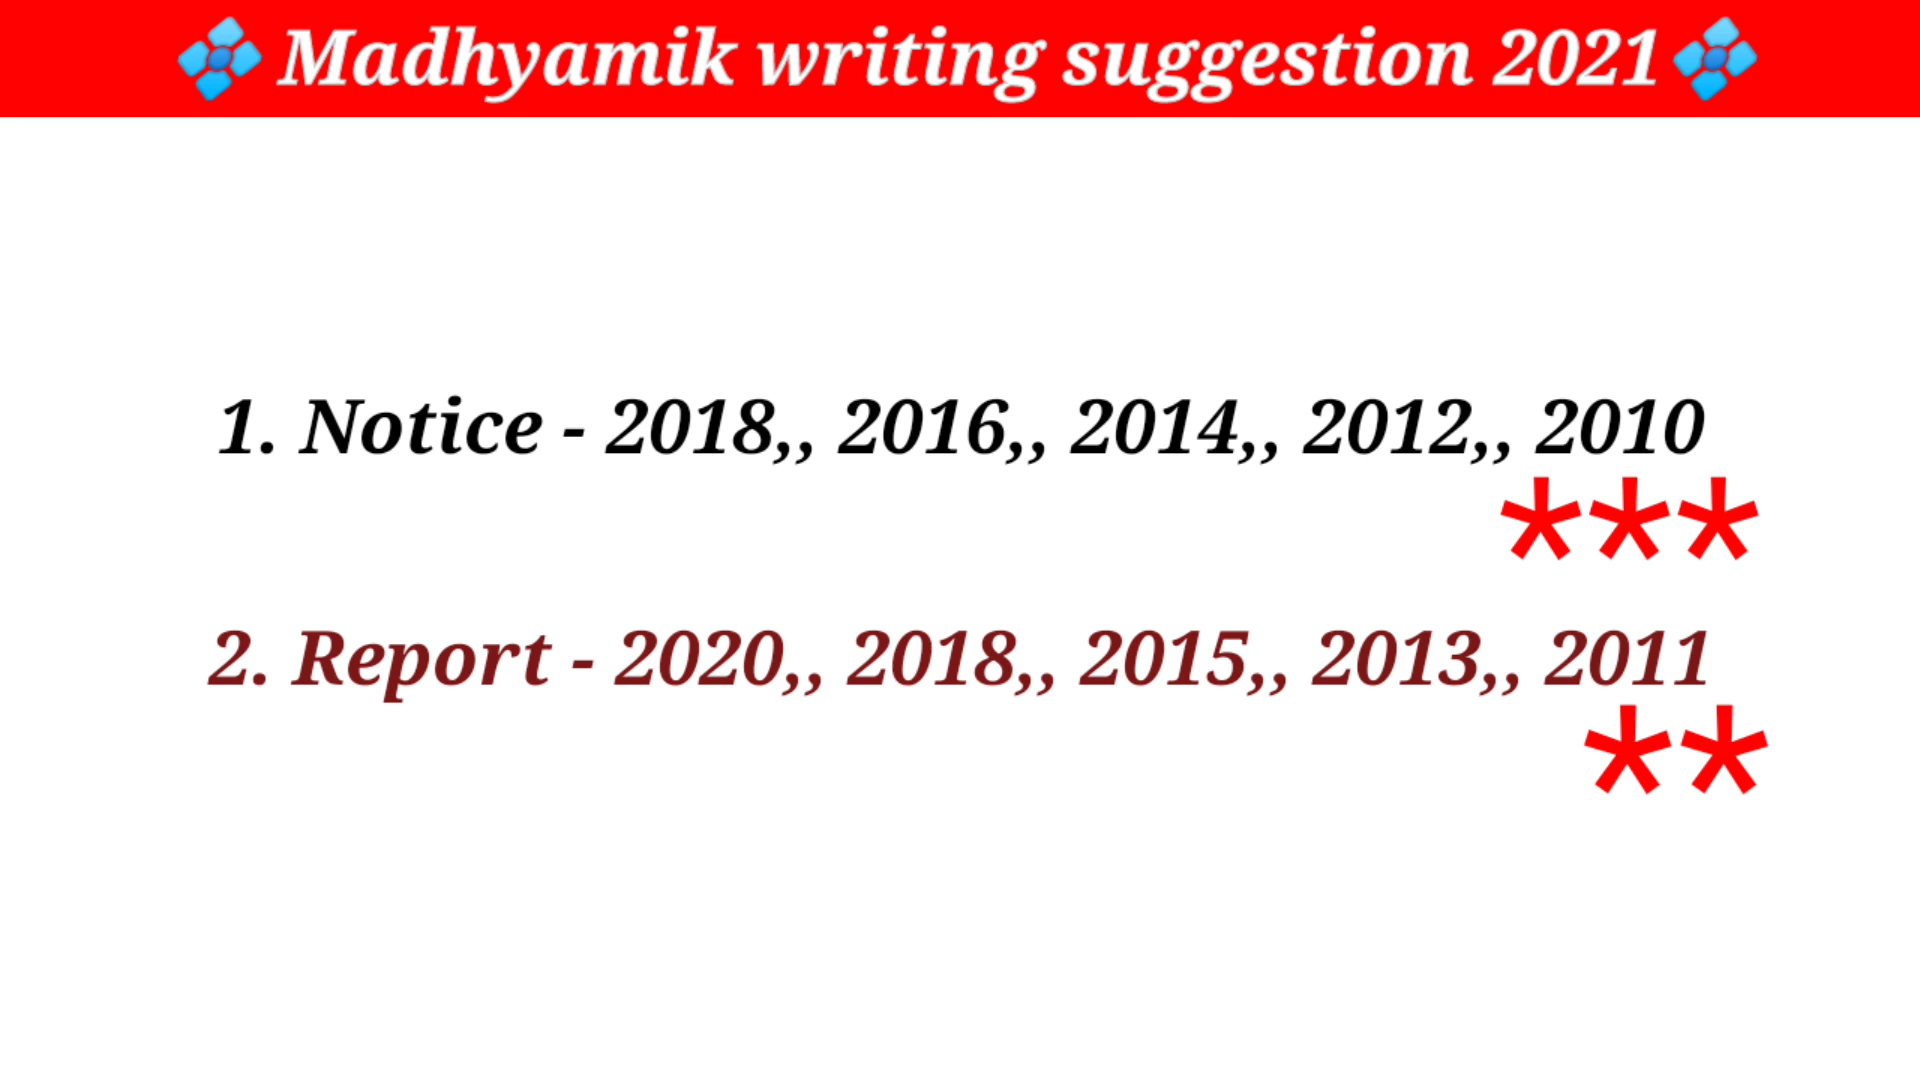 💠 Madhyamik writing suggestion 2021 💠
1. Notice - 2018,, 2016,, 2014,, 2012,, 2010
***
2. Report - 2020,, 2018,, 2015,, 2013,, 2011
**